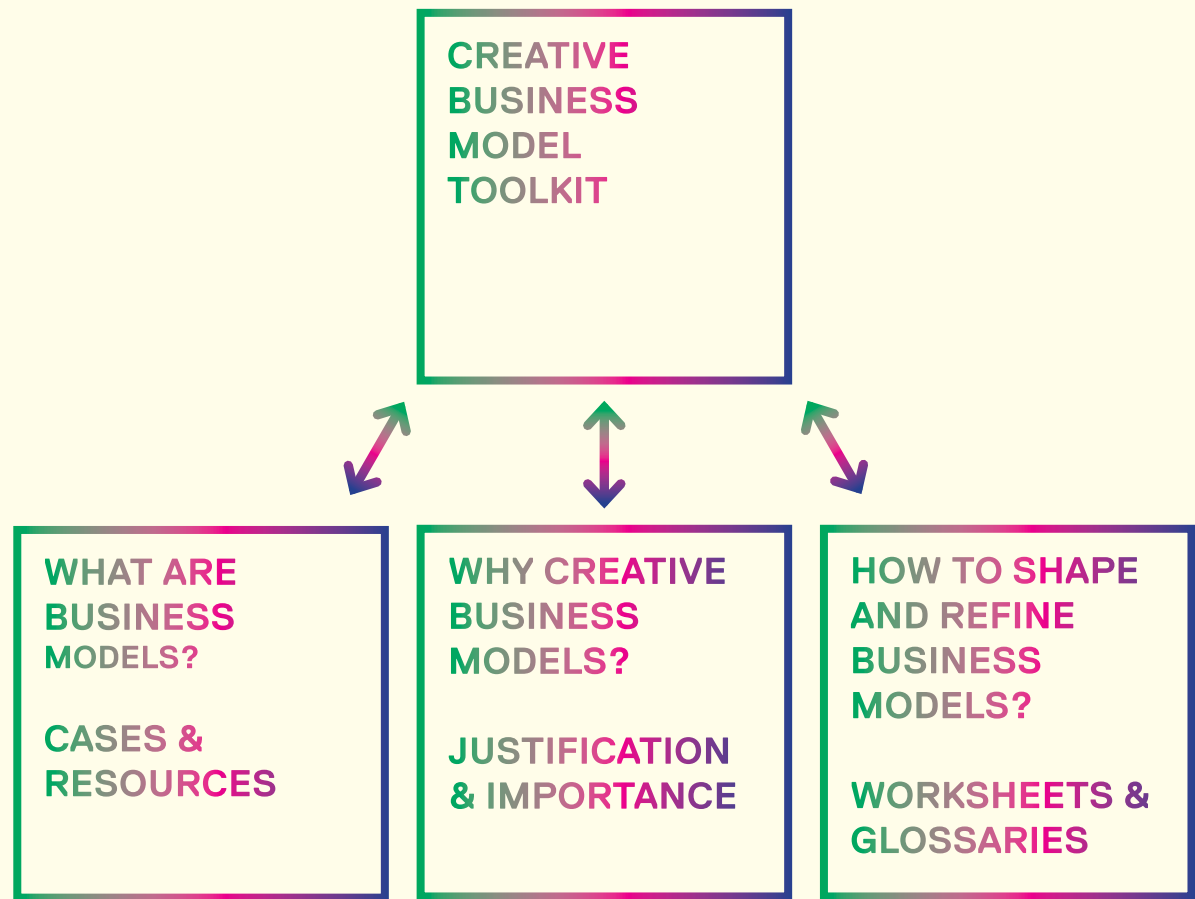 CREATIVE
BUSINESS
MODEL
TOOLKIT
WHAT ARE
BUSINESS
MODELS?
CASES &
RESOURCES
WHY CREATIVE
BUSINESS
MODELS?
JUSTIFICATION
& IMPORTANCE
HOW TO SHAPE
AND REFINE
BUSINESS
MODELS?
WORKSHEETS &
GLOSSARIES